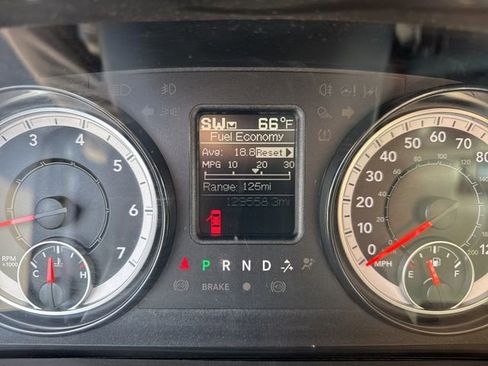 SW 66°F
Fuel Economy
Avg: 18.8 Reset
MPG 10 20 30
Range: 125mi
129558.3mi
P R N D
BRAKE
3 4 5 6 7
RPM
x1000
C H
0 10 20 30 40 50 60 70 80
MPH
E F